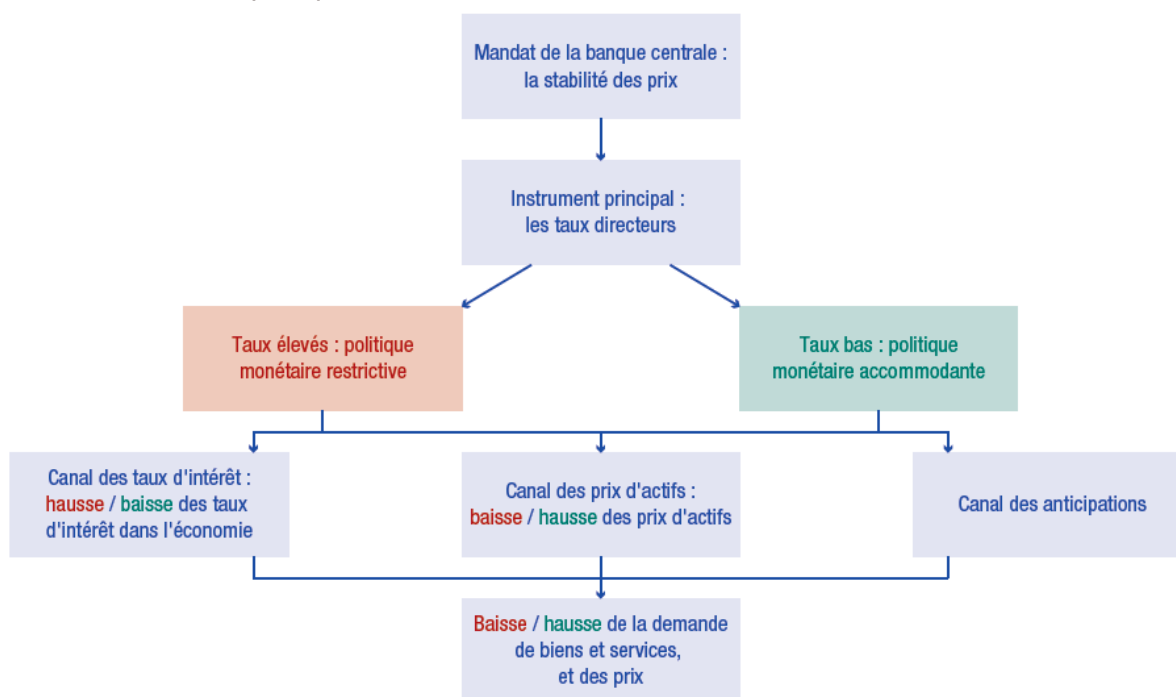 Mandat de la banque centrale :
la stabilité des prix
Instrument principal :
les taux directeurs
Taux élevés : politique
monétaire restrictive
Taux bas : politique
monétaire accommodante
Canal des taux d'intérêt :
hausse / baisse des taux
d'intérêt dans l'économie
Canal des prix d'actifs :
baisse / hausse des prix d'actifs
Canal des anticipations
Baisse / hausse de la demande
de biens et services,
et des prix